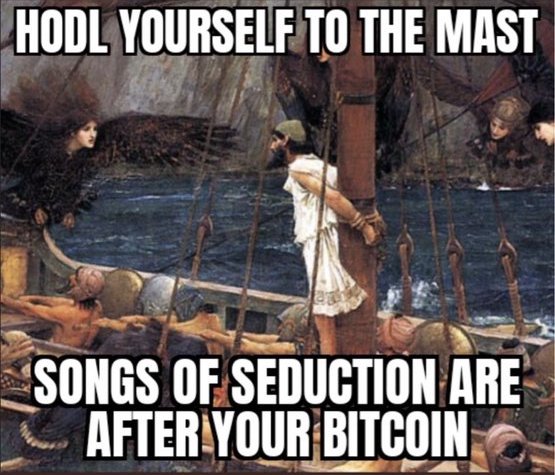 HODL YOURSELF TO THE MAST
SONGS OF SEDUCTION ARE
AFTER YOUR BITCOIN